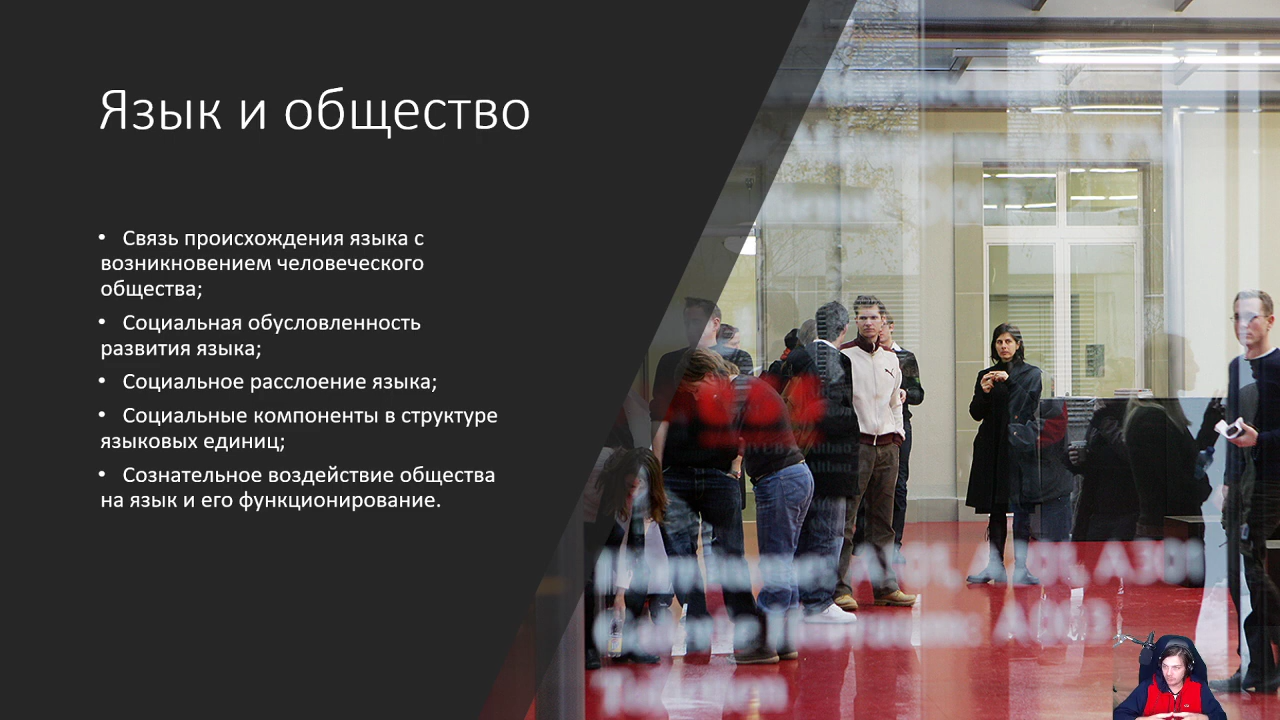 Язык и общество
• Связь происхождения языка с
возникновением человеческого
общества;
• Социальная обусловленность
развития языка;
• Социальное расслоение языка;
• Социальные компоненты в структуре
языковых единиц;
• Сознательное воздействие общества
на язык и его функционирование.